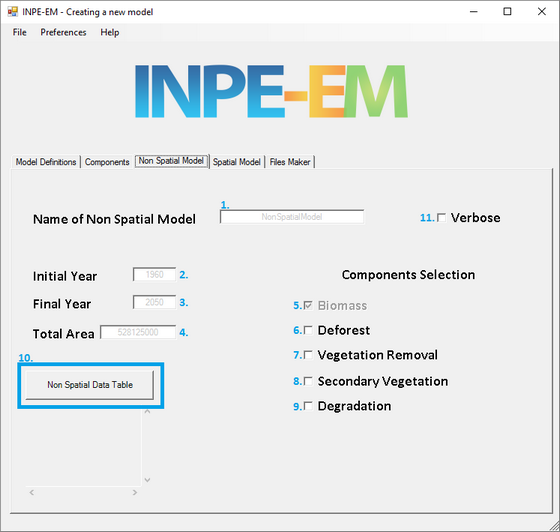 INPE-EM - Creating a new model
File Preferences Help
INPE-EM
Model Definitions Components Non Spatial Model Spatial Model Files Maker
1.
Name of Non Spatial Model NonSpatialModel 11. Verbose
Initial Year 1960 2. Components Selection
Final Year 2050 3. 5. Biomass
Total Area 528125000 4. 6. Deforest
10. 7. Vegetation Removal
Non Spatial Data Table 8. Secondary Vegetation
9. Degradation